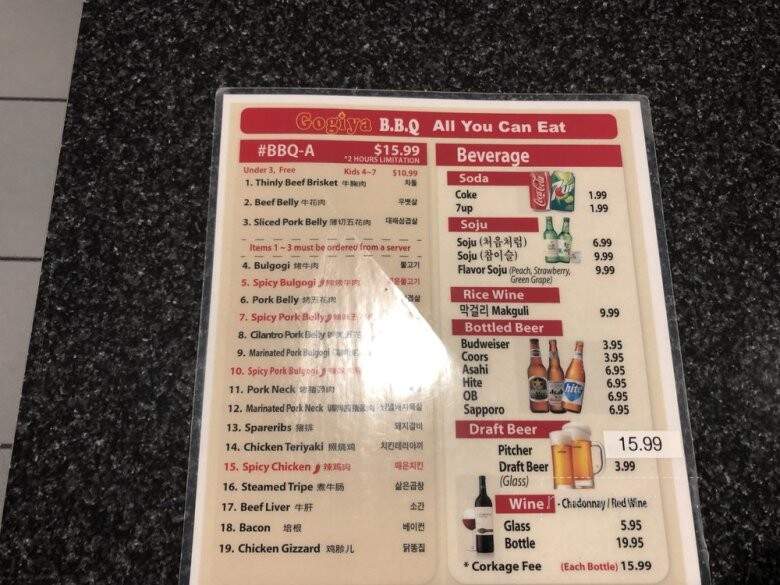 Gogiya B.B.Q All You Can Eat
#BBQ-A $15.99
*2 HOURS LIMITATION
Under 3, Free Kids 4~7 $10.99
1. Thinly Beef Brisket 牛胸肉 차돌
2. Beef Belly 牛花肉 우삼살
3. Sliced Pork Belly 薄切五花肉 대패삼겹살
Items 1 ~ 3 must be ordered from a server
4. Bulgogi 烤牛肉 불고기
5. Spicy Bulgogi 불고기
6. Pork Belly 烤五花肉
7. Spicy Pork Belly
8. Cilantro Pork Belly
9. Marinated Pork Bulgogi
10. Spicy Pork Bulgogi
11. Pork Neck
12. Marinated Pork Neck
13. Spareribs 猪排 돼지갈비
14. Chicken Teriyaki 照烧鸡 치킨데리야끼
15. Spicy Chicken 辣鸡肉 매운치킨
16. Steamed Tripe 煮牛肠 삶은곱창
17. Beef Liver 牛肝 소간
18. Bacon 培根 베이컨
19. Chicken Gizzard 鸡胗儿 닭똥집
Beverage
Soda
Coca-Cola
7up
Coke 1.99
7up 1.99
Soju
Soju (처음처럼) 6.99
Soju (참이슬) 9.99
Flavor Soju (Peach, Strawberry, 9.99
Green Grape)
Rice Wine
막걸리 Makguli 9.99
Bottled Beer
Budweiser 3.95
Coors 3.95
Asahi 6.95
Hite 6.95
OB 6.95
Sapporo 6.95
hite
Draft Beer
Pitcher 15.99
Draft Beer 3.99
(Glass)
Wine - Chadonnay / Red Wine
Glass 5.95
Bottle 19.95
* Corkage Fee (Each Bottle) 15.99